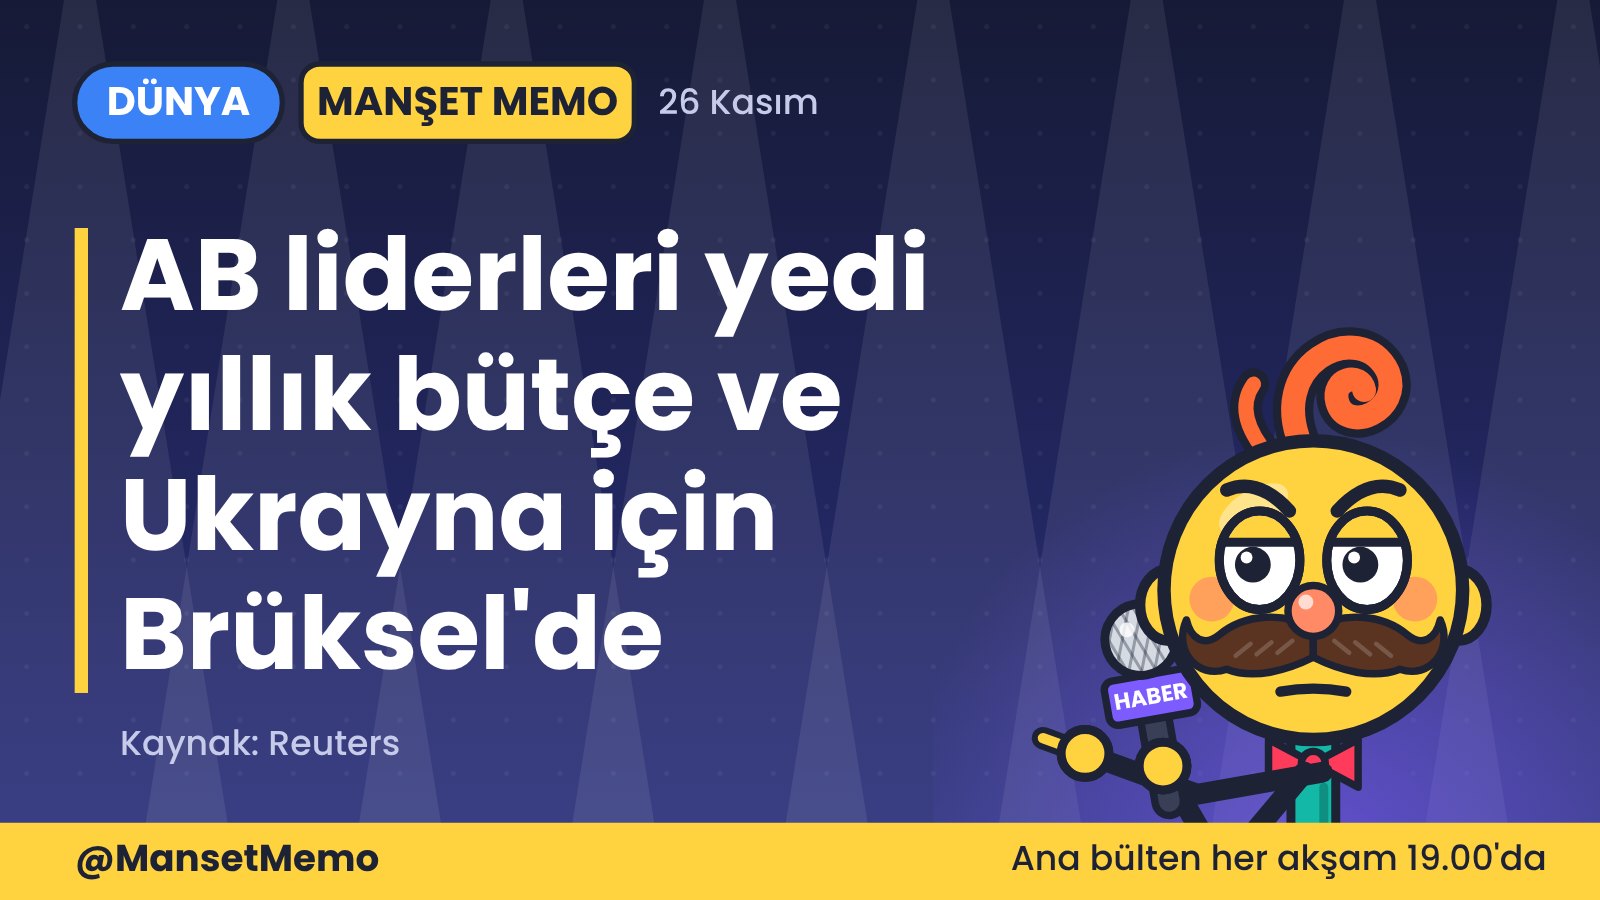 DÜNYA MANŞET MEMO 26 Kasım
AB liderleri yedi
yıllık bütçe ve
Ukrayna için
Brüksel'de
HABER
Kaynak: Reuters
@MansetMemo
Ana bülten her akşam 19.00'da